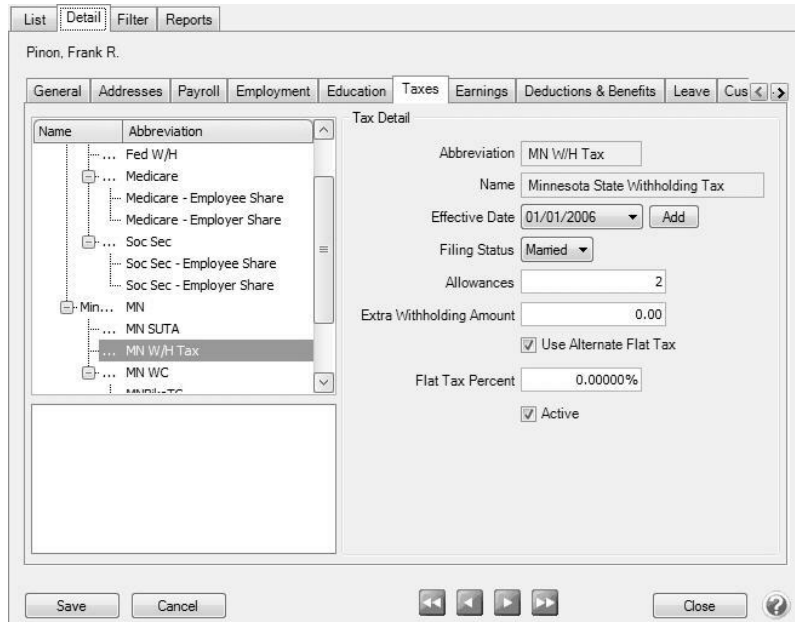 List Detail Filter Reports
Pinon, Frank R.
General Addresses Payroll Employment Education Taxes Earnings Deductions & Benefits Leave Cus
Name Abbreviation
... Fed W/H
... Medicare
Medicare - Employee Share
Medicare - Employer Share
... Soc Sec
Soc Sec - Employee Share
Soc Sec - Employer Share
Min... MN
... MN SUTA
... MN W/H Tax
... MN WC
Tax Detail
Abbreviation MN W/H Tax
Name Minnesota State Withholding Tax
Effective Date 01/01/2006 Add
Filing Status Married
Allowances 2
Extra Withholding Amount 0.00
Use Alternate Flat Tax
Flat Tax Percent 0.00000%
Active
Save Cancel Close ?